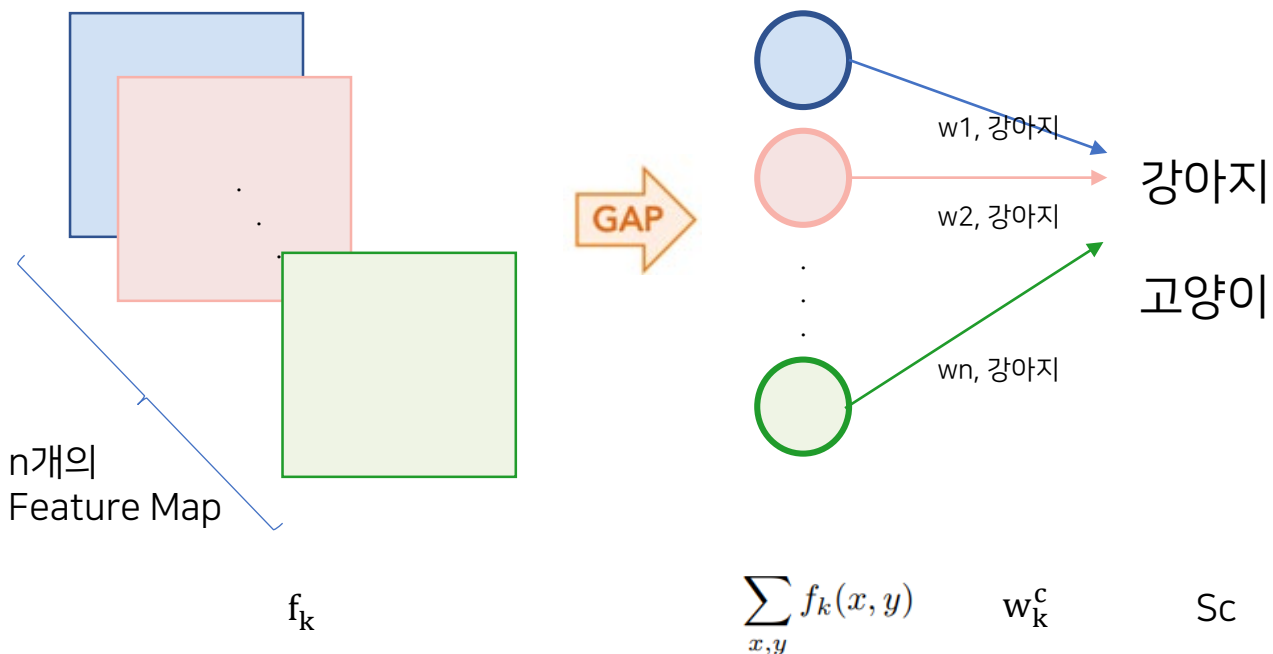 w1, 강아지
강아지
GAP
w2, 강아지
고양이
wn, 강아지
n개의
Feature Map
f_k
\sum_{x,y} f_k(x, y)
w_k^c
Sc